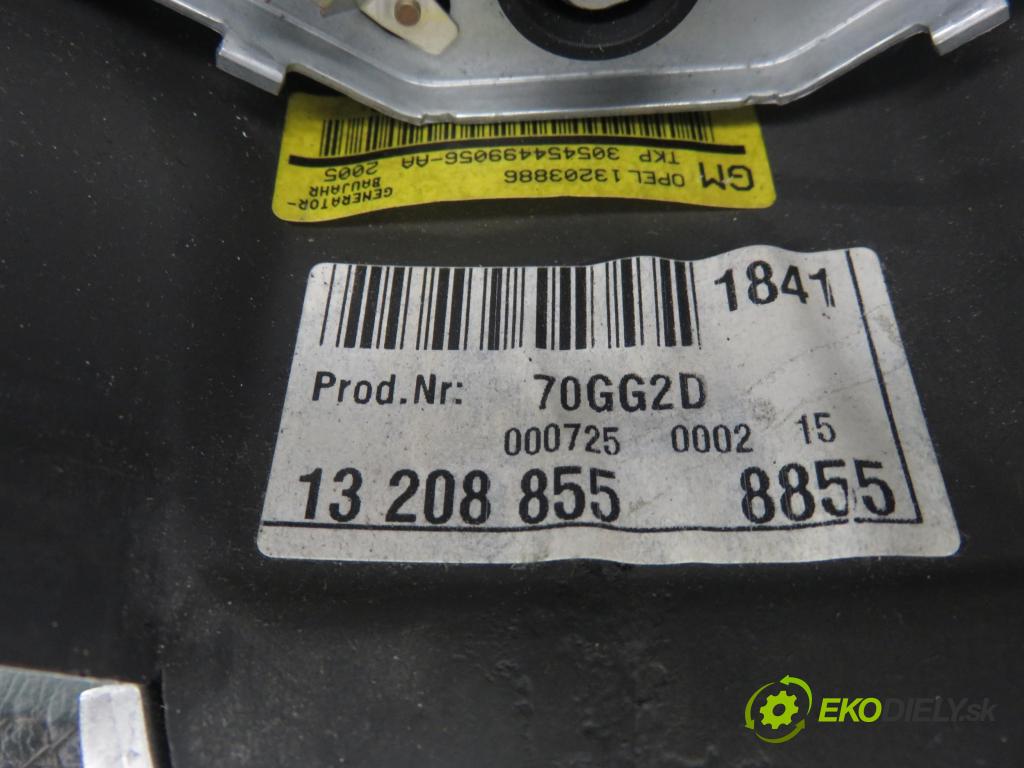 GM
OPEL 13203886
TKP 305454499056-AA
GENERATOR-
BAUJAHR
2005
1841
Prod.Nr: 70GG2D
000725 0002 15
13 208 855 8855
EKODIELY.sk